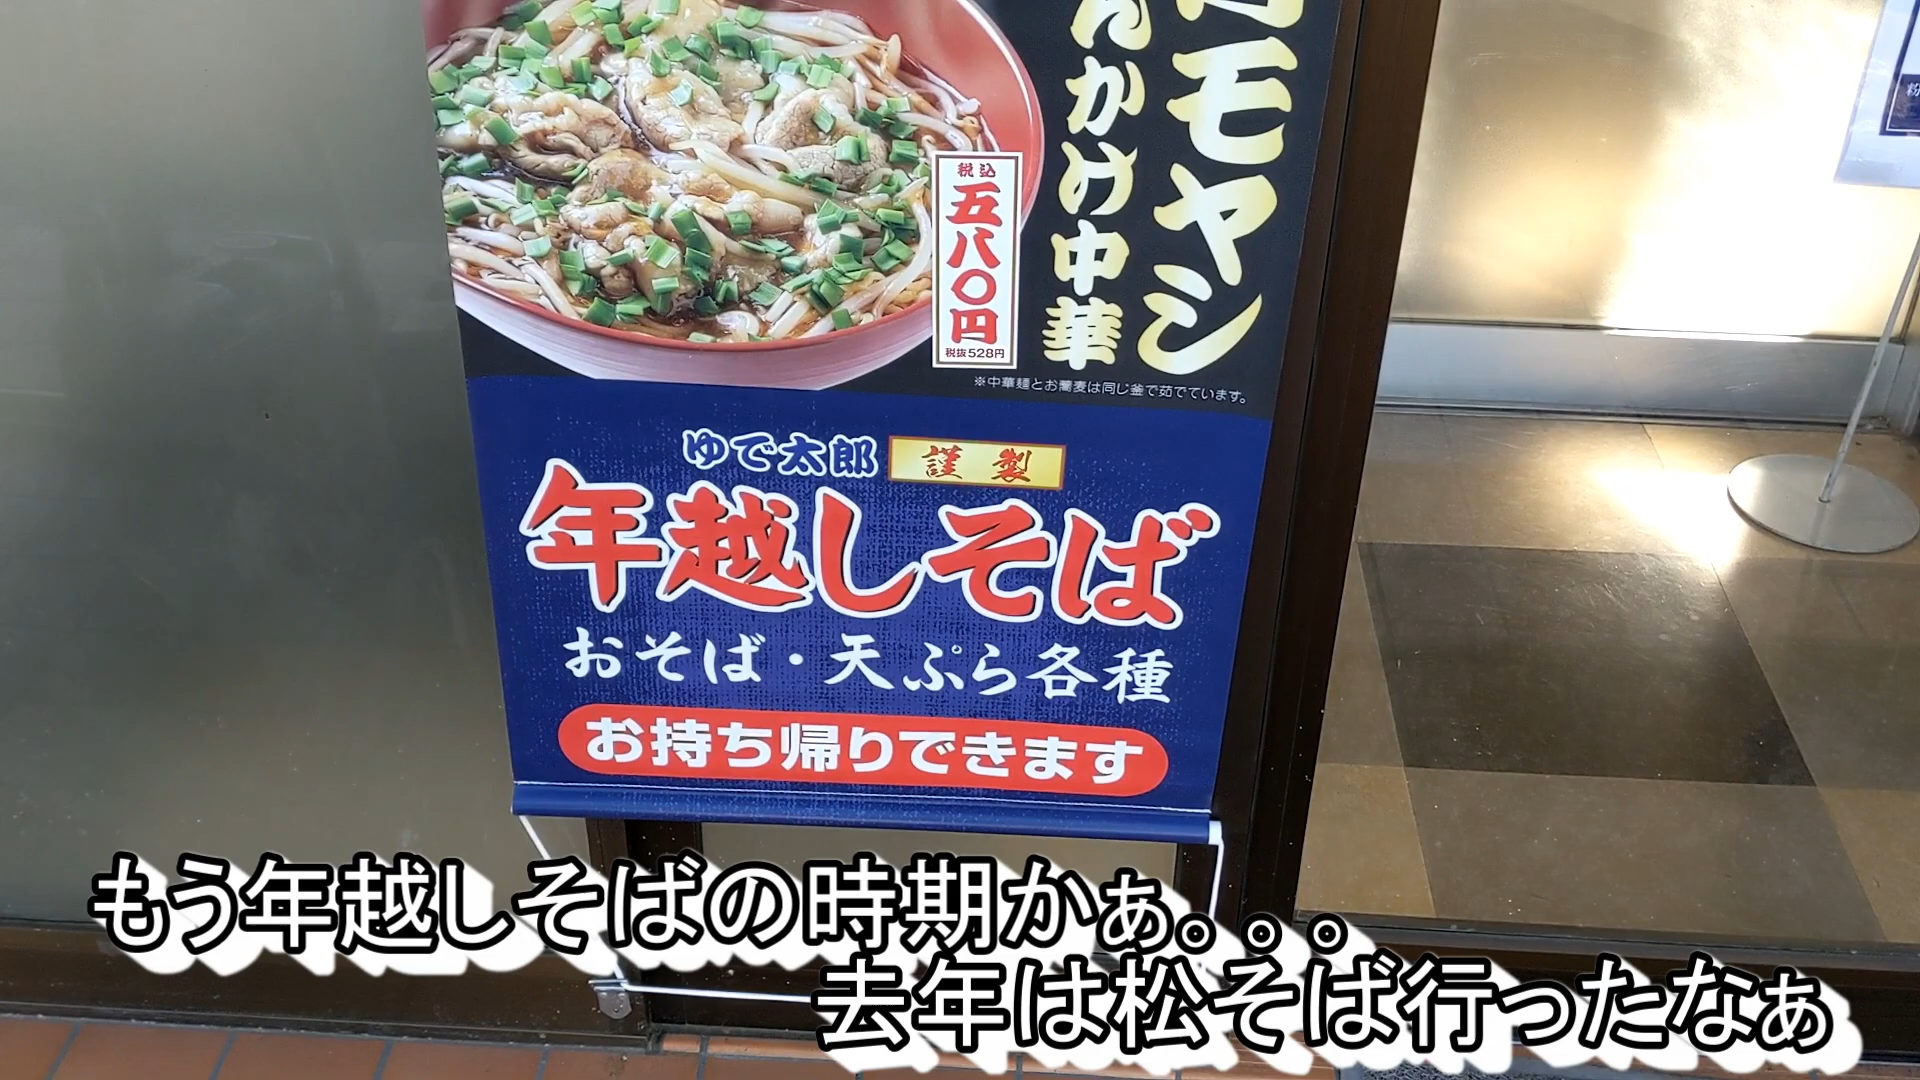 モヤシ
んかけ中華
税込
五八〇円
税抜528円
※中華麺とお蕎麦は同じ釜で茹でています。
ゆで太郎 謹製
年越しそば
おそば・天ぷら各種
お持ち帰りできます
もう年越しそばの時期かぁ。。。
去年は松そば行ったなぁ